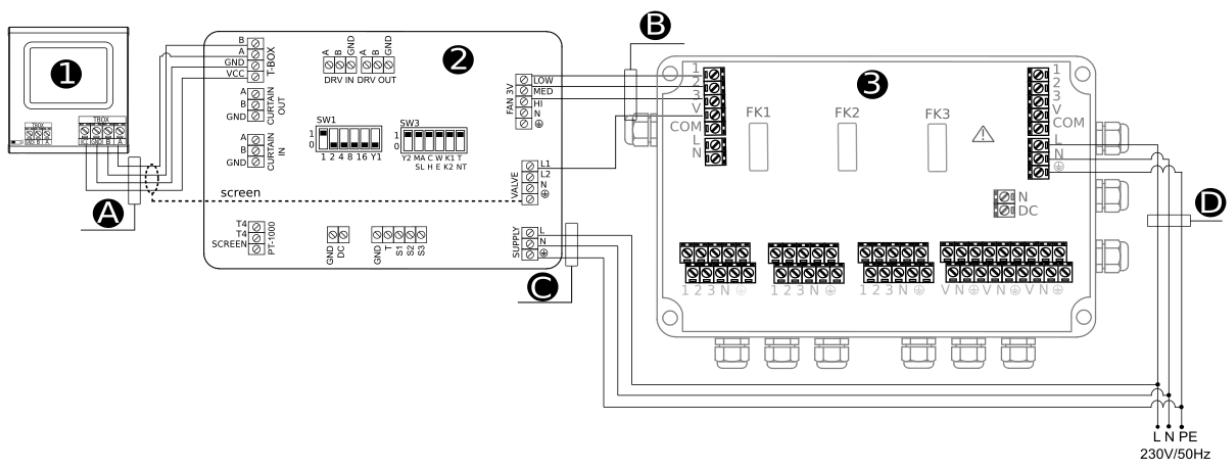 1
TBOX
TBOX
VCC GND B A
A
B
A
GND
VCC
T-BOX
A
B
GND
CURTAIN OUT
A
B
GND
CURTAIN IN
screen
T4
T4
SCREEN
PT-1000
A B GND A B GND
DRV IN DRV OUT
2
SW1
1
0
1 2 4 8 16 Y1
SW3
1
0
Y2 MA C W K1 T
SL H E K2 NT
GND DC
GND T S1 S2 S3
FAN 3V
LOW
MED
HI
N
VALVE
L1
L2
N
SUPPLY
L
N
C
B
3
1
2
3
V
COM
L
N
FK1
FK2
FK3
1
2
3
V
COM
L
N
N
DC
1 2 3 N
1 2 3 N
1 2 3 N
V N V N V N
D
L N PE
230V/50Hz